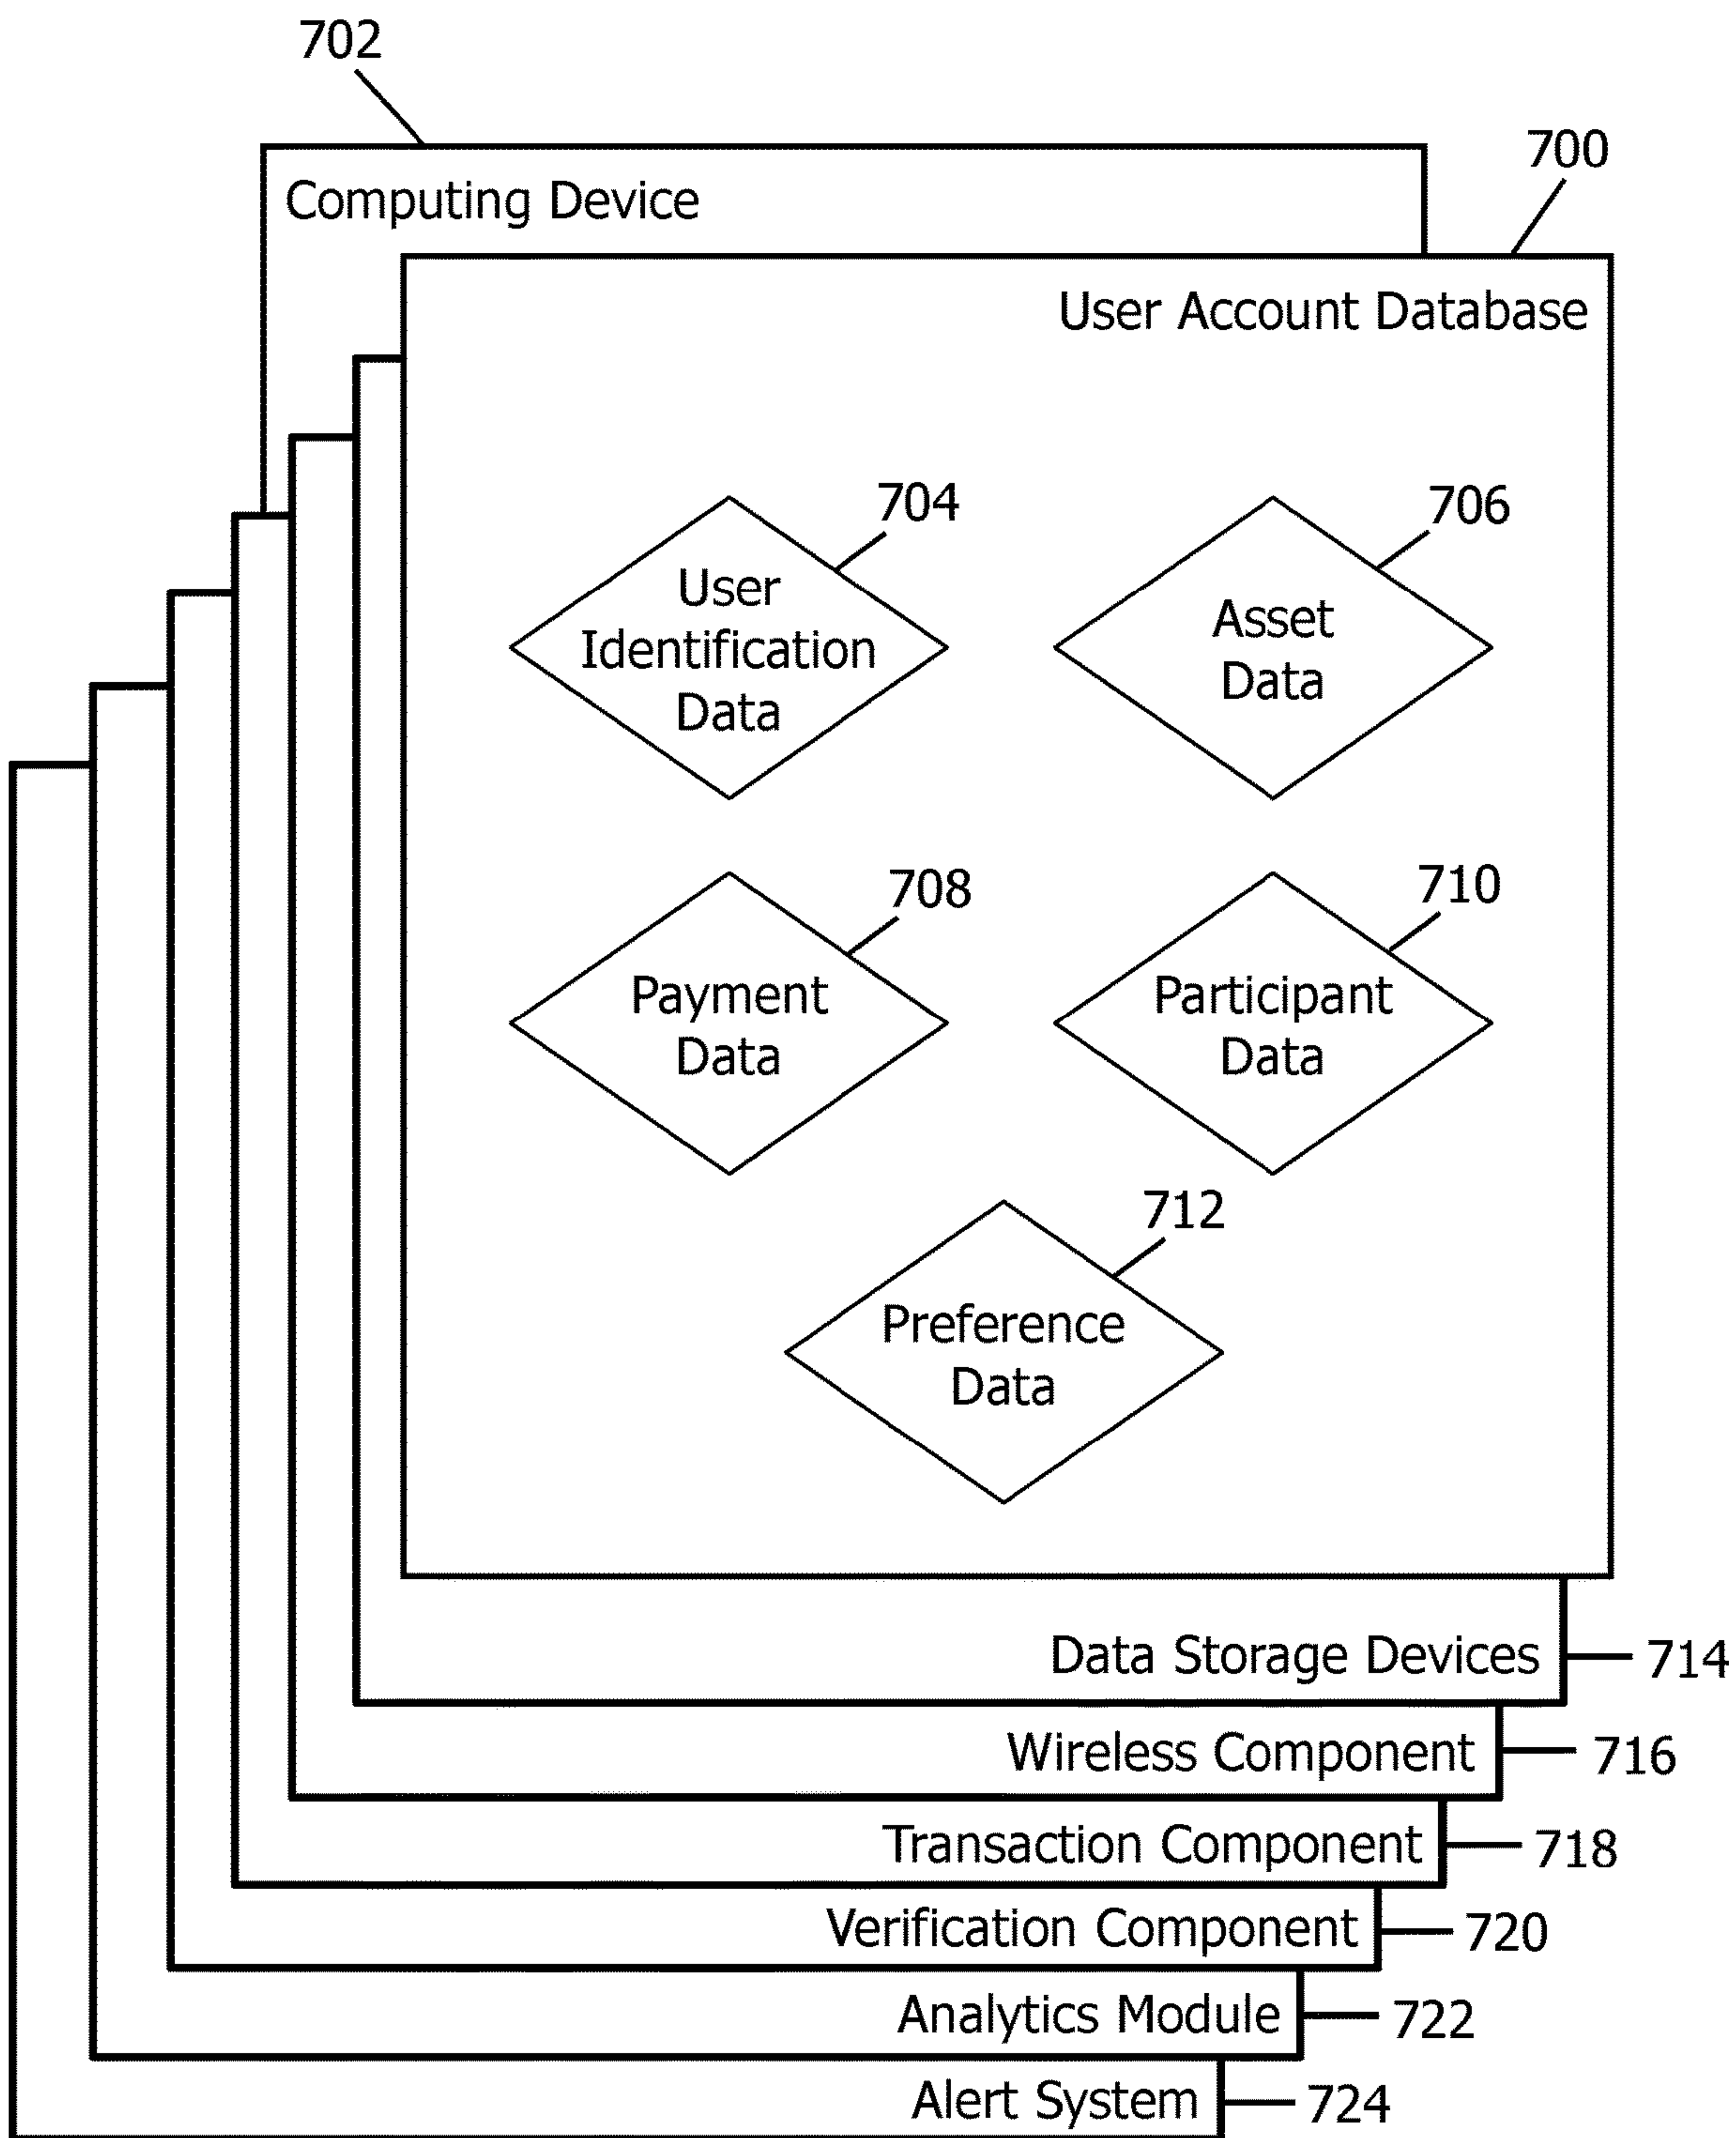 702
700
Computing Device
User Account Database
704
706
User
Identification
Data
Asset
Data
708
710
Payment
Data
Participant
Data
712
Preference
Data
Data Storage Devices
714
Wireless Component
716
Transaction Component
718
Verification Component
720
Analytics Module
722
Alert System
724